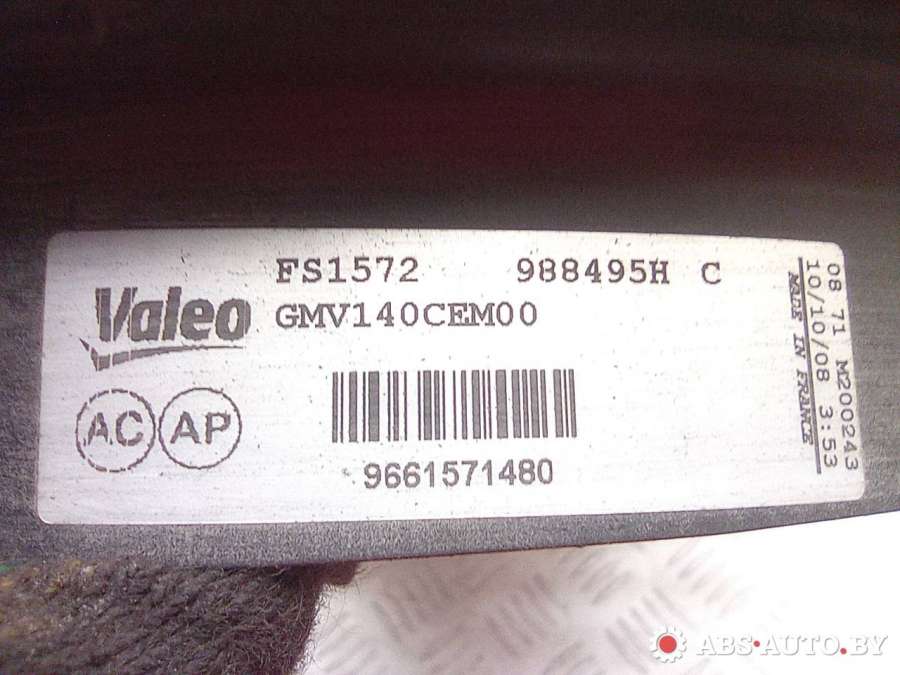 FS1572 988495H C
Valeo
GMV140CEM00
AC AP
9661571480
08 71 M200243
10/10/08 3:53
MADE IN FRANCE
ABS-AUTO.BY